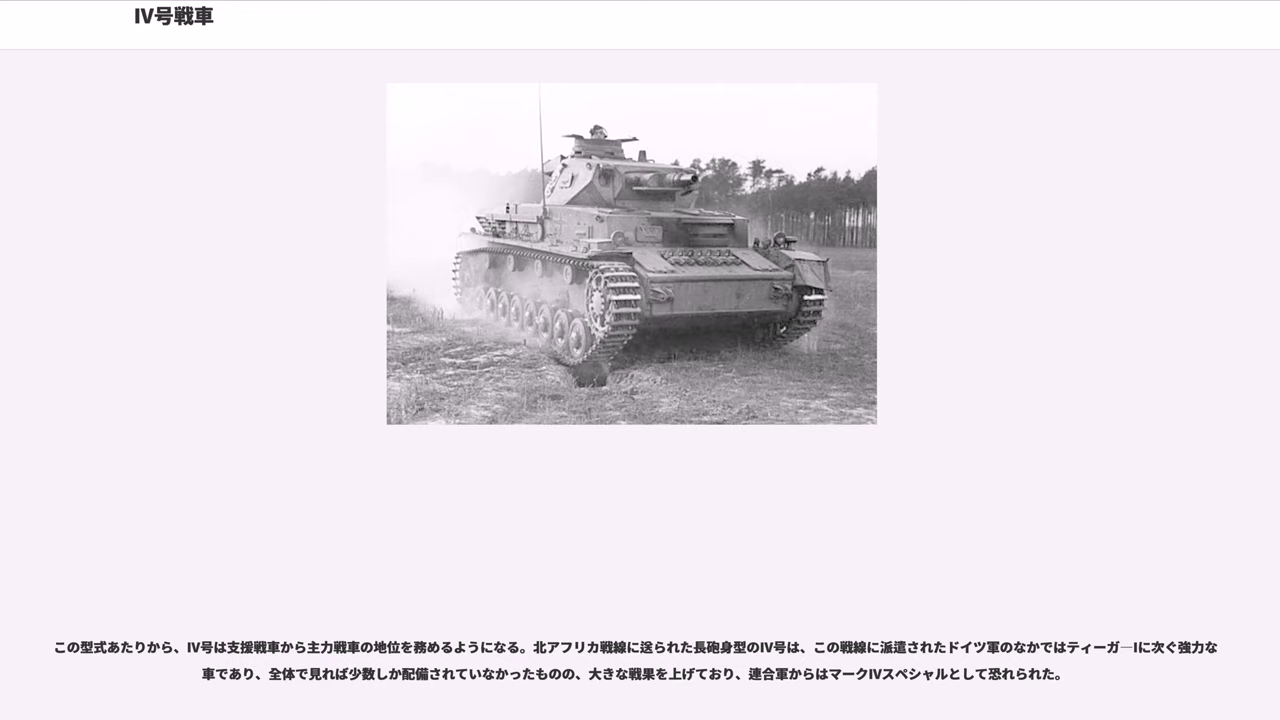 IV号戦車
この型式あたりから、IV号は支援戦車から主力戦車の地位を務めるようになる。北アフリカ戦線に送られた長砲身型のIV号は、この戦線に派遣されたドイツ軍のなかではティーガ―Iに次ぐ強力な
車であり、全体で見れば少数しか配備されていなかったものの、大きな戦果を上げており、連合軍からはマークIVスペシャルとして恐れられた。